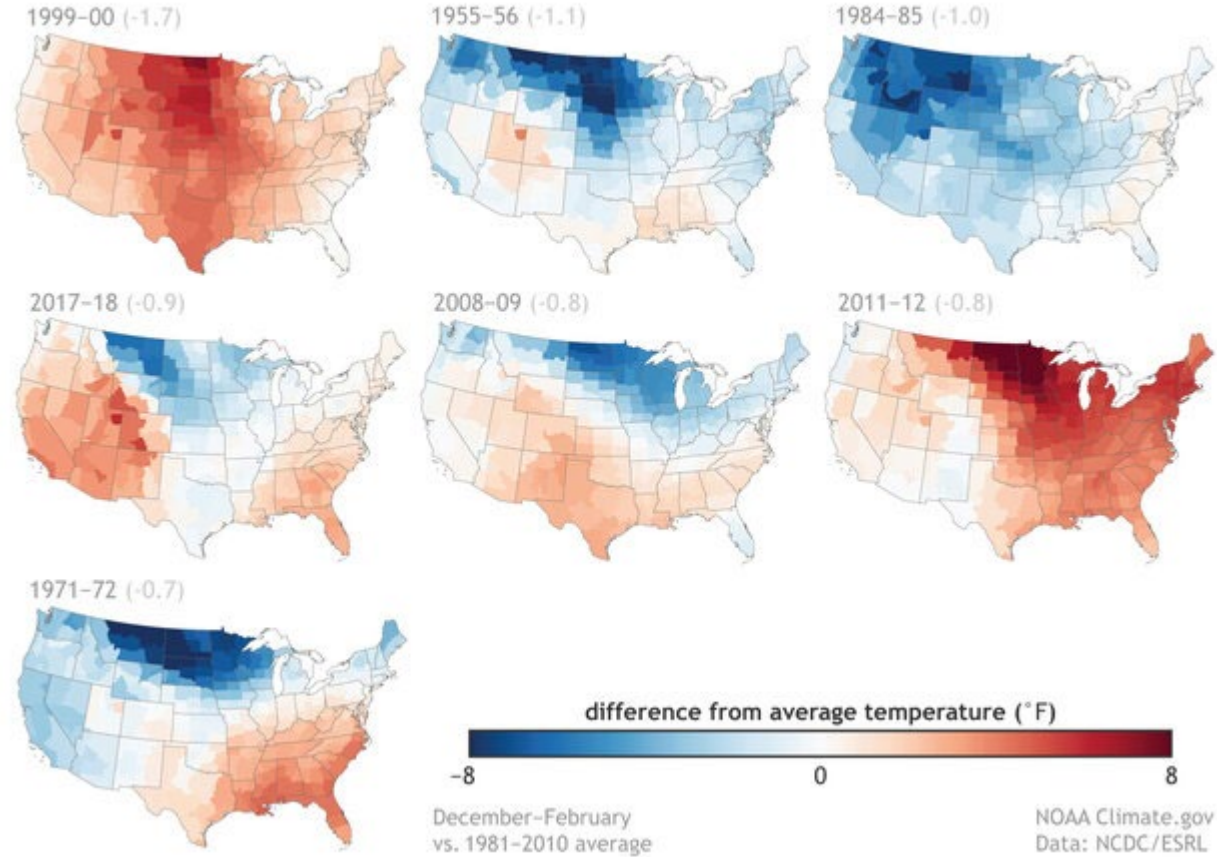 1999–00 (-1.7)
1955–56 (-1.1)
1984–85 (-1.0)
2017–18 (-0.9)
2008–09 (-0.8)
2011–12 (-0.8)
1971–72 (-0.7)
difference from average temperature (°F)
-8 0 8
December–February
vs. 1981–2010 average
NOAA Climate.gov
Data: NCDC/ESRL